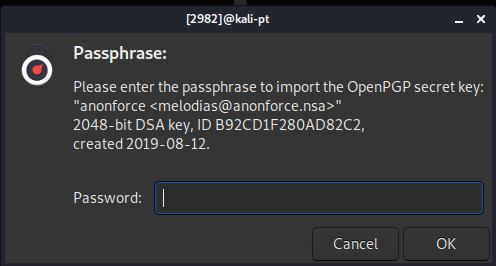 [2982]@kali-pt
Passphrase:
Please enter the passphrase to import the OpenPGP secret key:
"anonforce <melodias@anonforce.nsa>"
2048-bit DSA key, ID B92CD1F280AD82C2,
created 2019-08-12.
Password:
Cancel OK